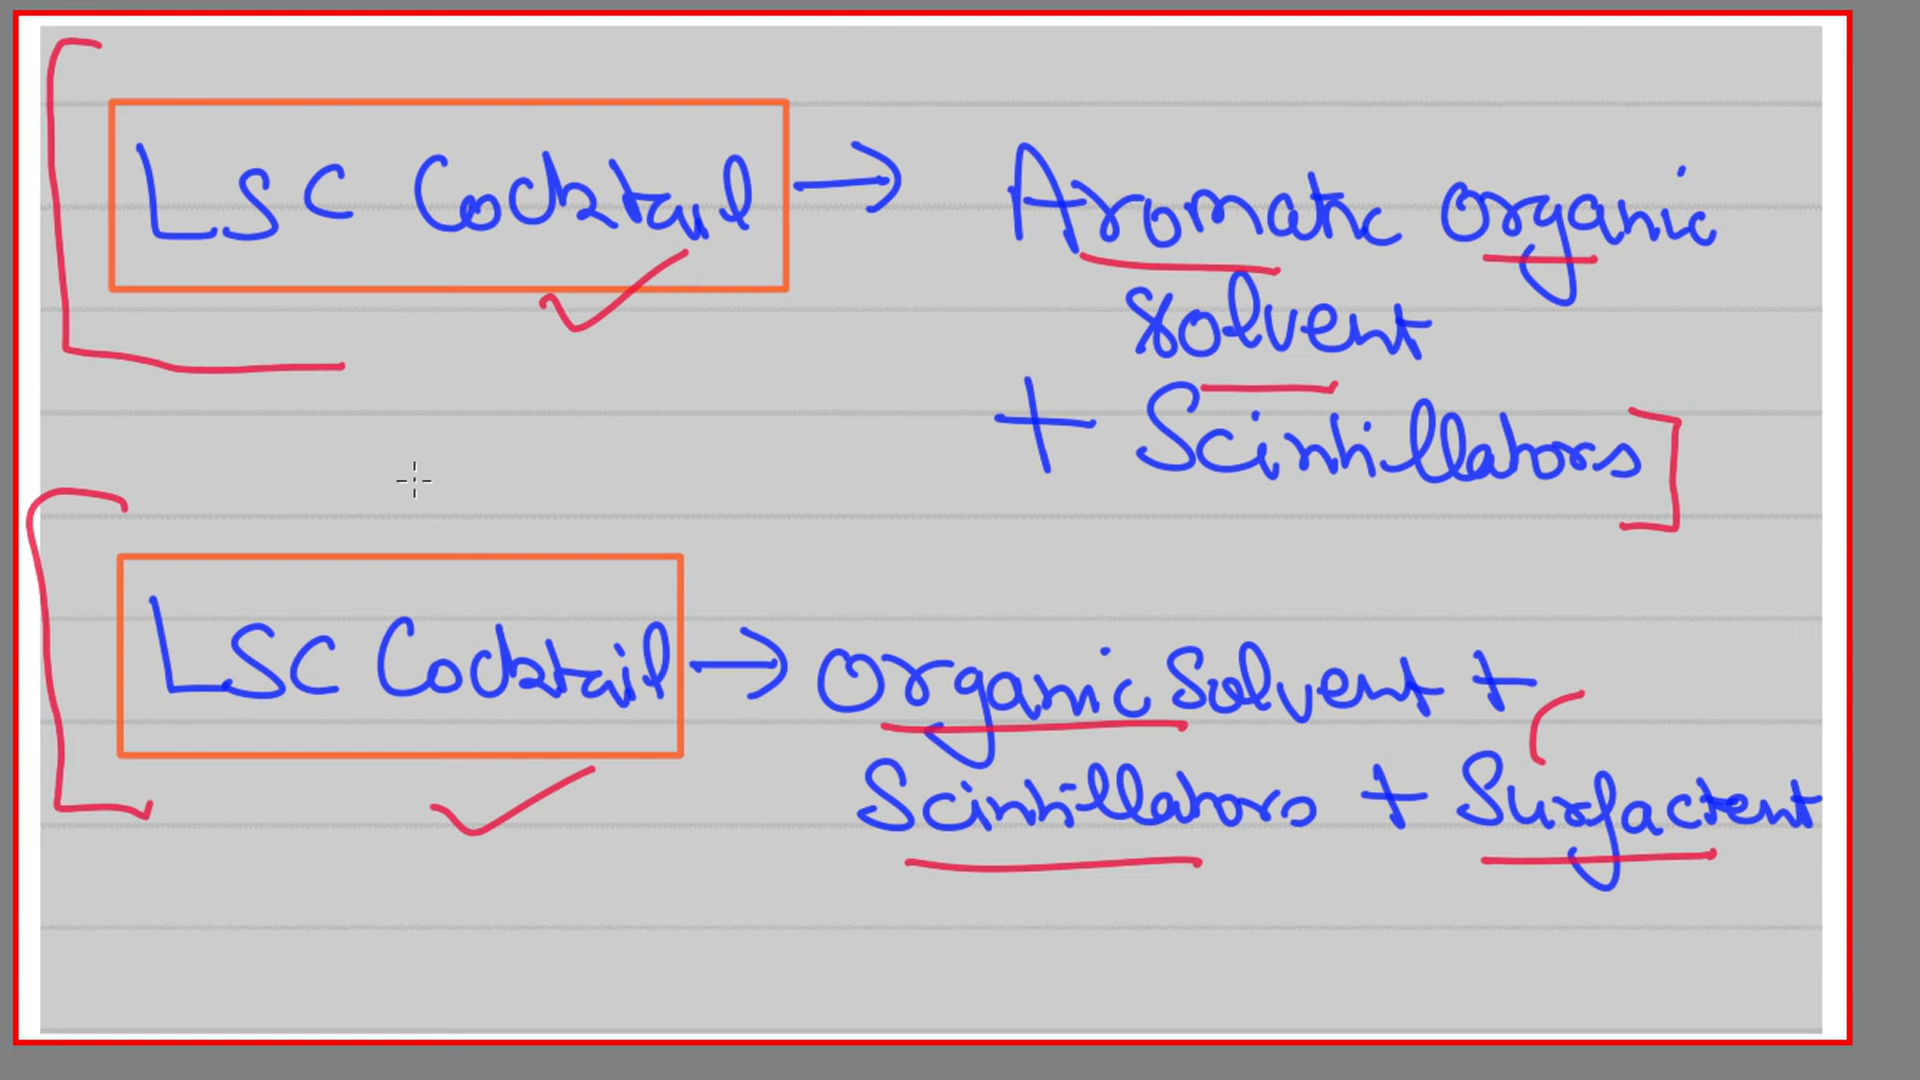 LSC Cocktail → Aromatic Organic
Solvent
+ Scintillators
LSC Cocktail → Organic Solvent +
Scintillators + Surfactent